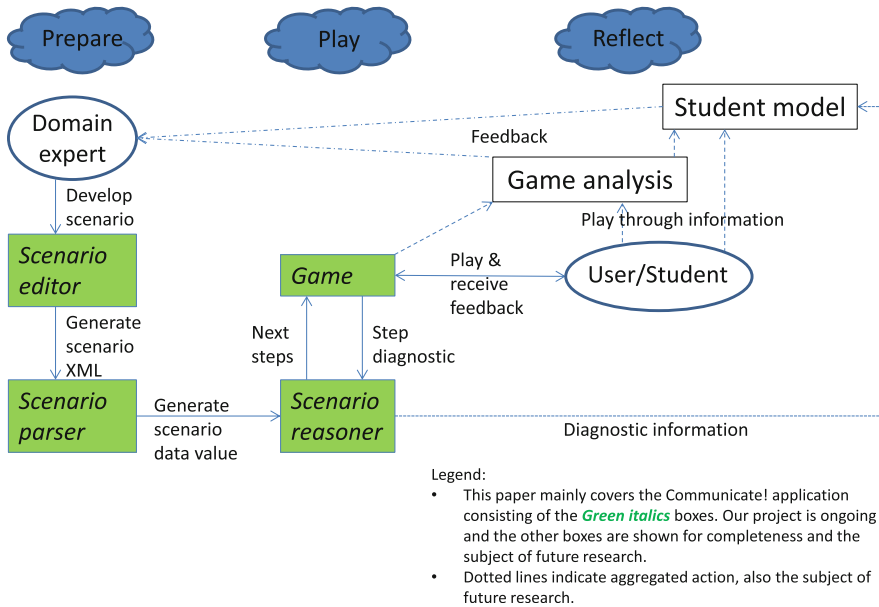 Prepare
Play
Reflect
Student model
Domain
expert
Feedback
Game analysis
Develop
scenario
Play through information
Scenario
editor
Game
Play &
receive
feedback
User/Student
Generate
scenario
XML
Next
steps
Step
diagnostic
Scenario
parser
Generate
scenario
data value
Scenario
reasoner
Diagnostic information
Legend:
• This paper mainly covers the Communicate! application
consisting of the Green italics boxes. Our project is ongoing
and the other boxes are shown for completeness and the
subject of future research.
• Dotted lines indicate aggregated action, also the subject of
future research.